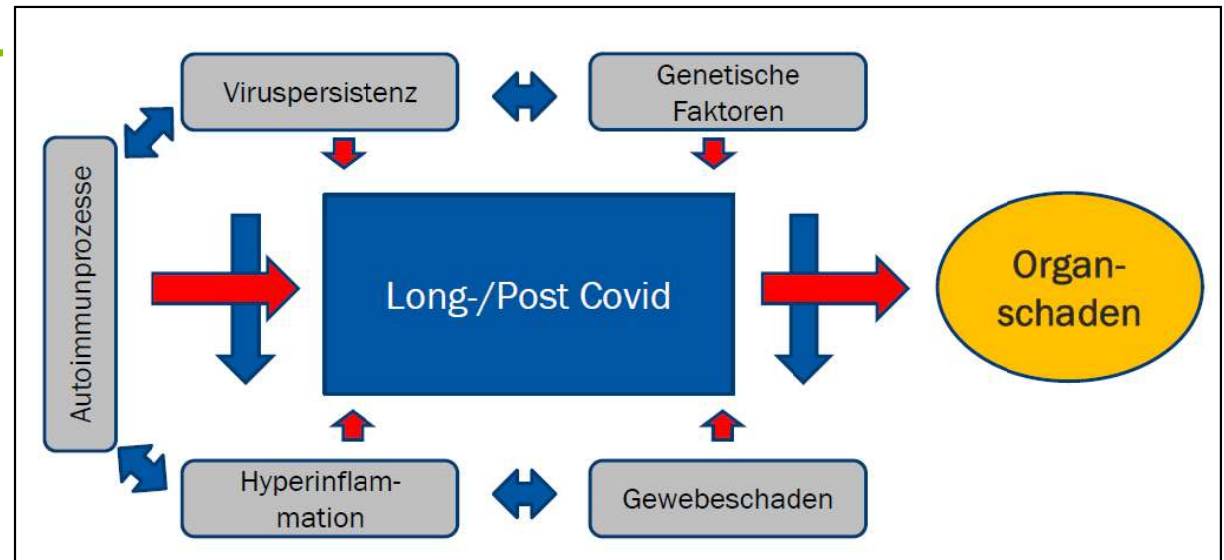 Viruspersistenz
Genetische
Faktoren
Autoimmunprozesse
Long-/Post Covid
Organ-
schaden
Hyperinflam-
mation
Gewebeschaden